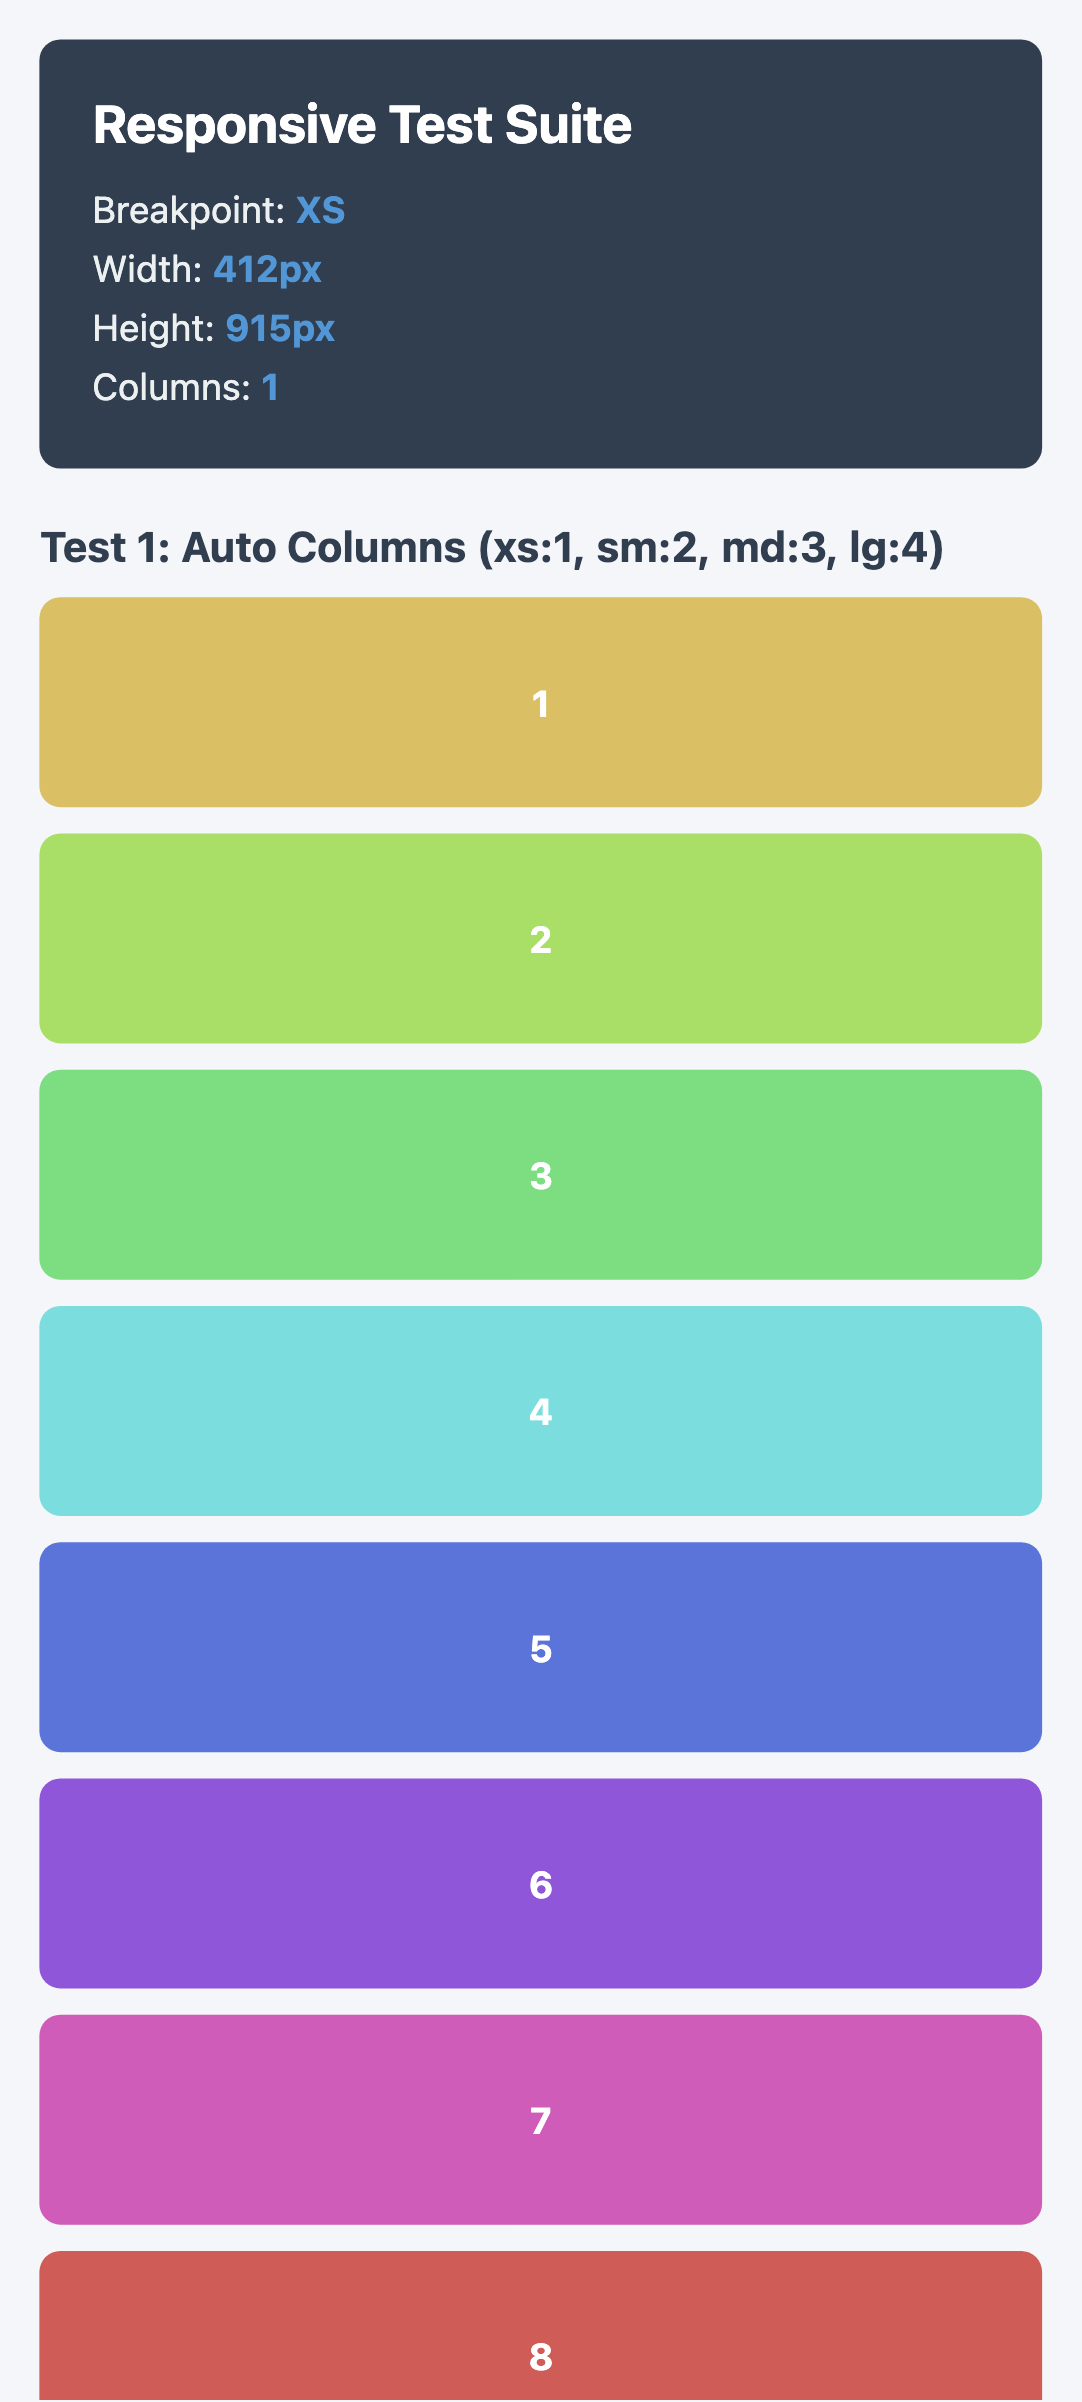 Responsive Test Suite
Breakpoint: XS
Width: 412px
Height: 915px
Columns: 1
Test 1: Auto Columns (xs:1, sm:2, md:3, lg:4)
1
2
3
4
5
6
7
8